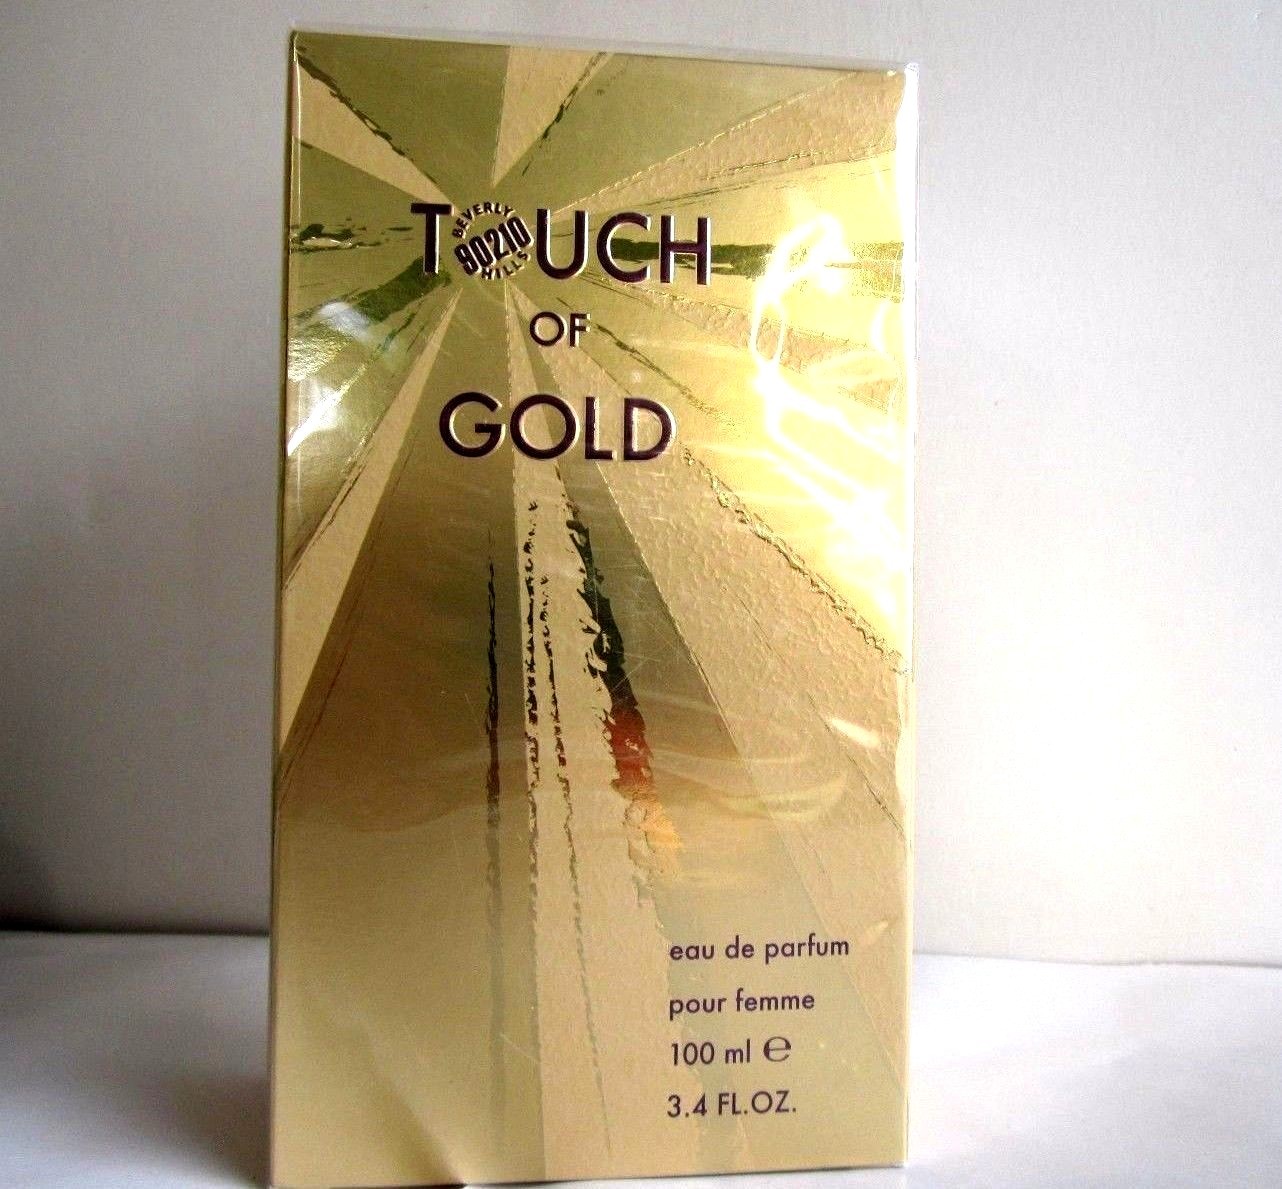 TOUCH
BEVERLY
90210
HILLS
OF
GOLD
eau de parfum
pour femme
100 ml ℮
3.4 FL.OZ.